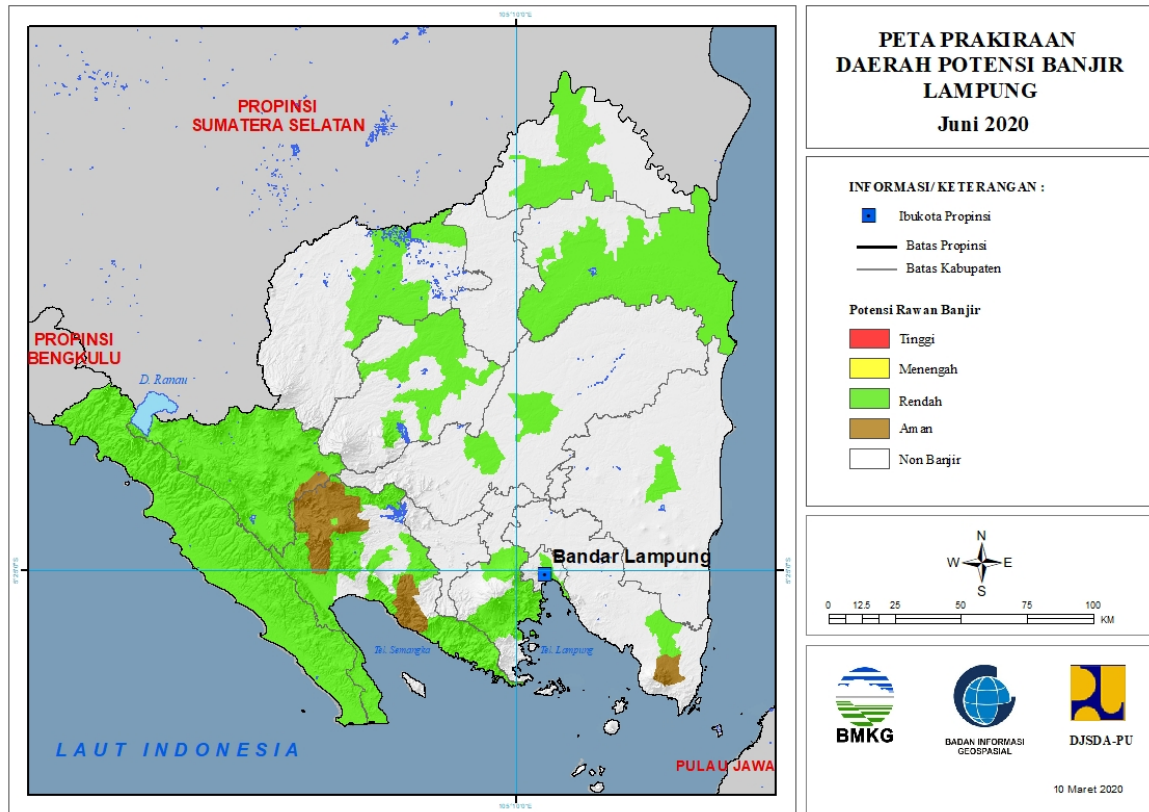 PROPINSI
SUMATERA SELATAN
PROPINSI
BENGKULU
D. Ranau
Bandar Lampung
Tel. Semangka
Tel. Lampung
LAUT INDONESIA
PULAU JAWA
PETA PRAKIRAAN
DAERAH POTENSI BANJIR
LAMPUNG
Juni 2020
INFORMASI/ KETERANGAN :
Ibukota Propinsi
Batas Propinsi
Batas Kabupaten
Potensi Rawan Banjir
Tinggi
Menengah
Rendah
Aman
Non Banjir
N
W E
S
0 12.5 25 50 75 100
KM
BMKG
BADAN INFORMASI
GEOSPASIAL
DJSDA-PU
10 Maret 2020